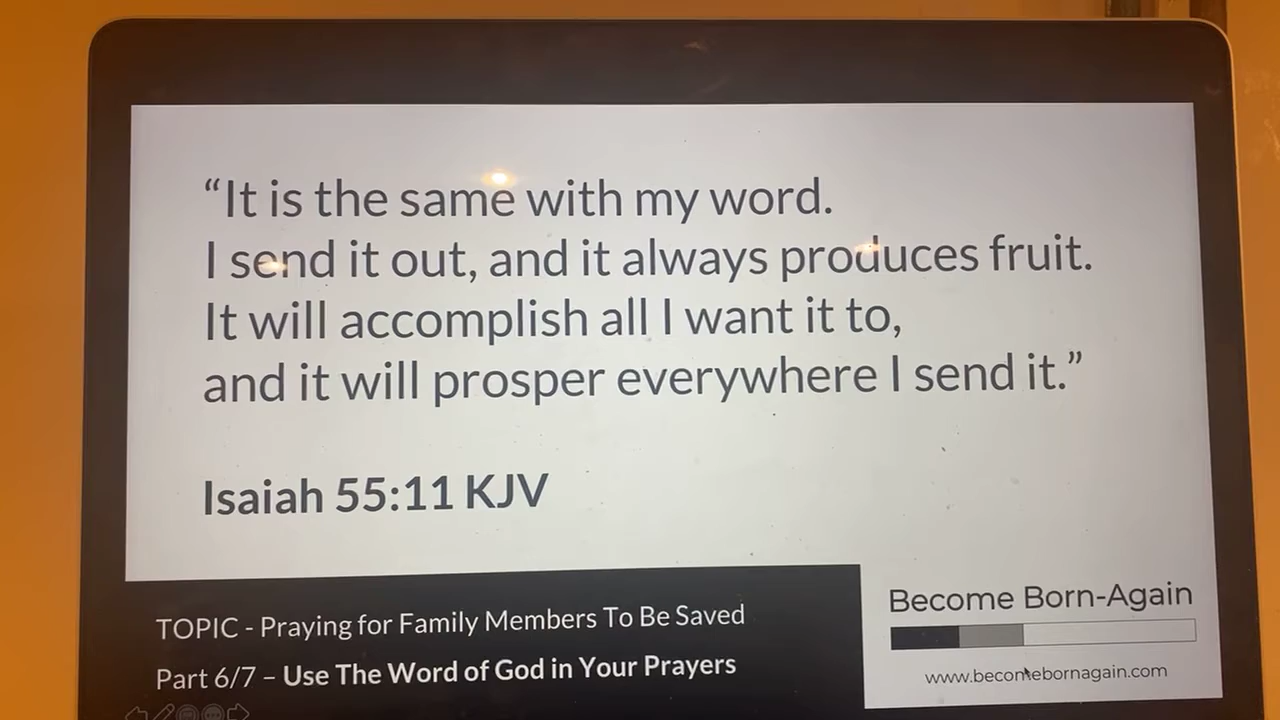 “It is the same with my word.
I send it out, and it always produces fruit.
It will accomplish all I want it to,
and it will prosper everywhere I send it.”
Isaiah 55:11 KJV
TOPIC - Praying for Family Members To Be Saved
Part 6/7 – Use The Word of God in Your Prayers
Become Born-Again
www.becomebornagain.com